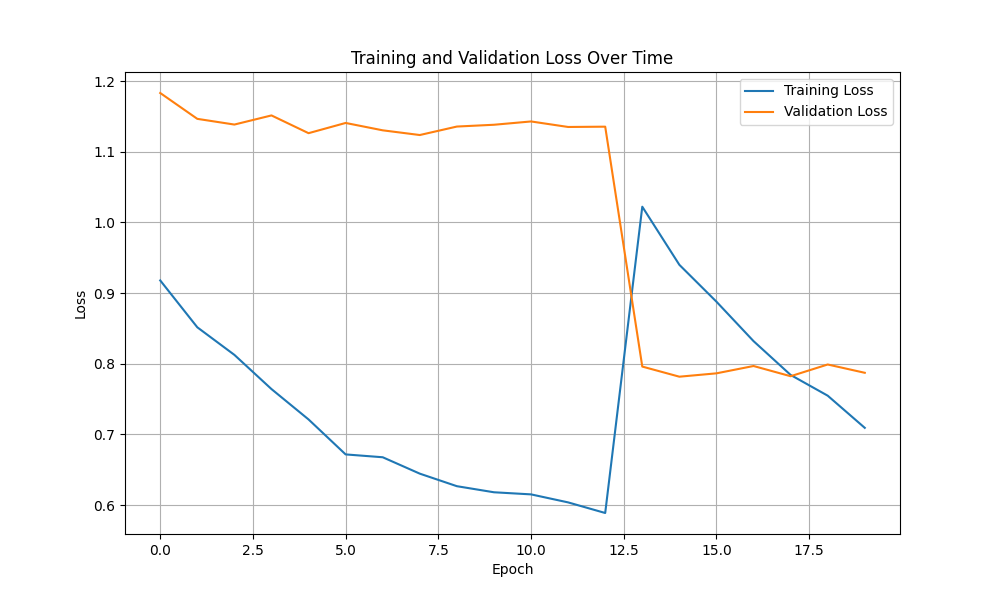 Training and Validation Loss Over Time
Training Loss
Validation Loss
Loss
1.2
1.1
1.0
0.9
0.8
0.7
0.6
0.0 2.5 5.0 7.5 10.0 12.5 15.0 17.5
Epoch